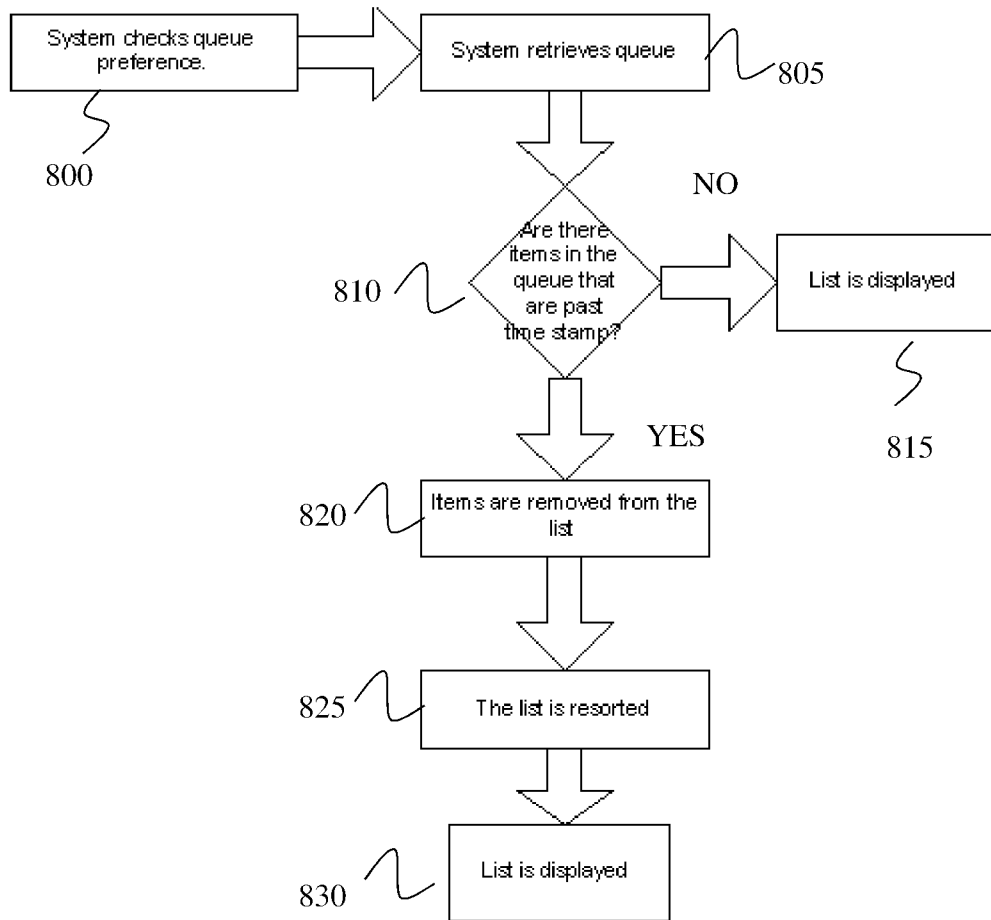 System checks queue
preference.
800
System retrieves queue
805
Are there
items in the
queue that
are past
time stamp?
810
NO
List is displayed
815
YES
820
Items are removed from the
list
825
The list is resorted
830
List is displayed